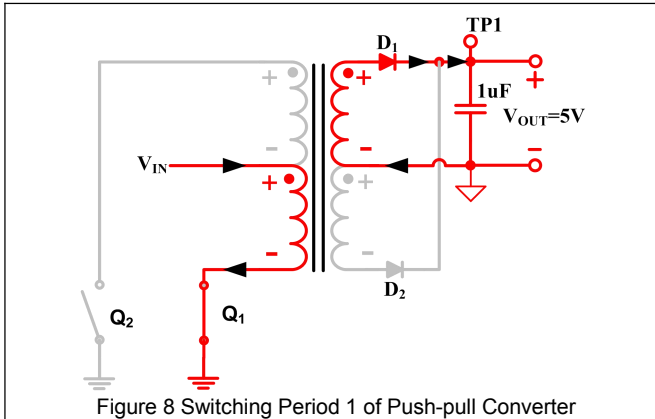 TP1
D1
+
+
+
1uF
VOUT=5V
-
-
VIN
-
+
+
-
-
D2
Q2
Q1
Figure 8 Switching Period 1 of Push-pull Converter